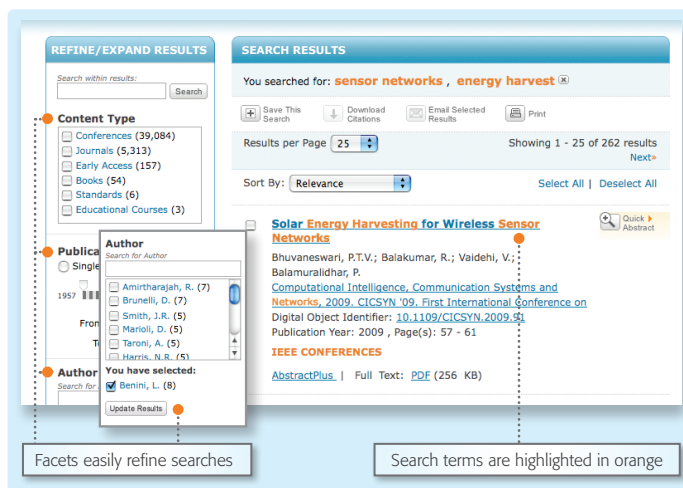 REFINE/EXPAND RESULTS
Search within results:
Search
Content Type
Conferences (39,084)
Journals (5,313)
Early Access (157)
Books (54)
Standards (6)
Educational Courses (3)
Publica
Single
1957
From
T
Author
Search for
Author
Search for Author
Amirtharajah, R. (7)
Brunelli, D. (7)
Smith, J.R. (5)
Marioli, D. (5)
Taroni, A. (5)
Harris, N.R. (5)
You have selected:
Benini, L. (8)
Update Results
Facets easily refine searches
SEARCH RESULTS
You searched for: sensor networks , energy harvest
Save This
Search
Download
Citations
Email Selected
Results
Print
Results per Page 25
Showing 1 - 25 of 262 results
Next»
Sort By: Relevance
Select All | Deselect All
Solar Energy Harvesting for Wireless Sensor
Networks
Quick
Abstract
Bhuvaneswari, P.T.V.; Balakumar, R.; Vaidehi, V.;
Balamuralidhar, P.
Computational Intelligence, Communication Systems and
Networks, 2009. CICSYN '09. First International Conference on
Digital Object Identifier: 10.1109/CICSYN.2009.91
Publication Year: 2009 , Page(s): 57 - 61
IEEE CONFERENCES
AbstractPlus | Full Text: PDF (256 KB)
Search terms are highlighted in orange